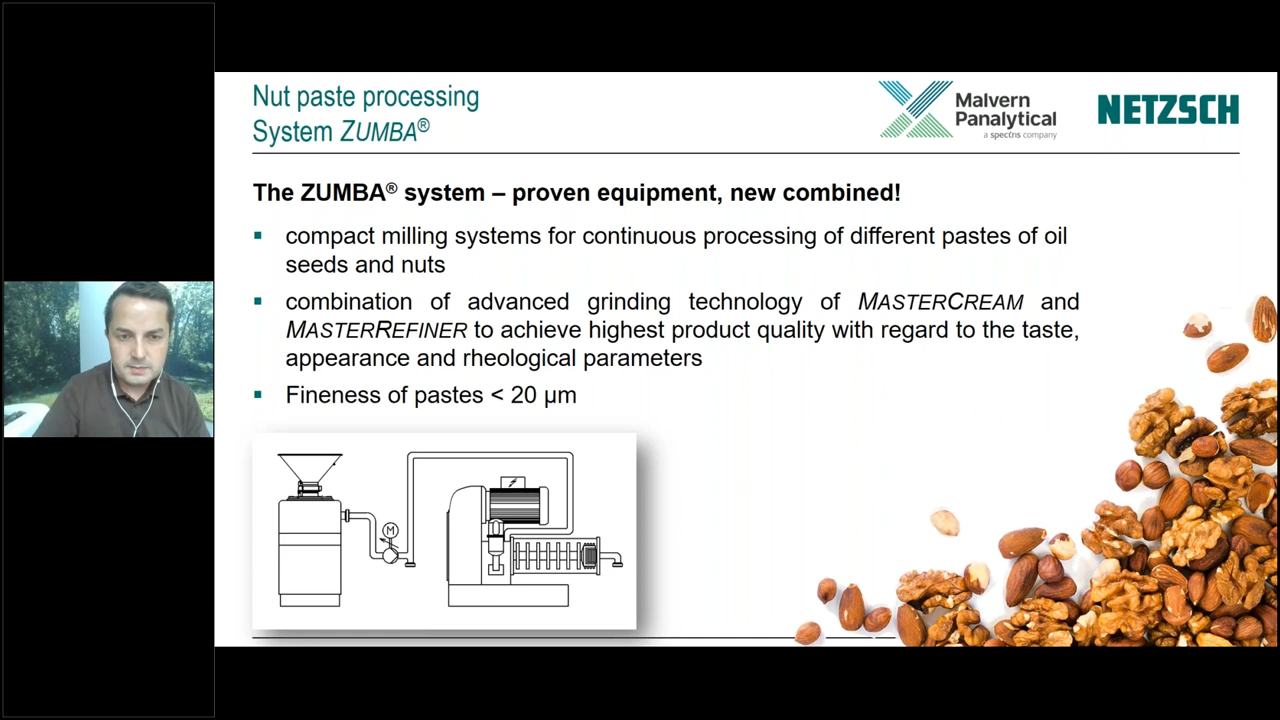 Nut paste processing
System ZUMBA®
Malvern
Panalytical
a spectris company
NETZSCH
The ZUMBA® system – proven equipment, new combined!
▪ compact milling systems for continuous processing of different pastes of oil
seeds and nuts
▪ combination of advanced grinding technology of MASTERCREAM and
MASTERREFINER to achieve highest product quality with regard to the taste,
appearance and rheological parameters
▪ Fineness of pastes < 20 µm
M